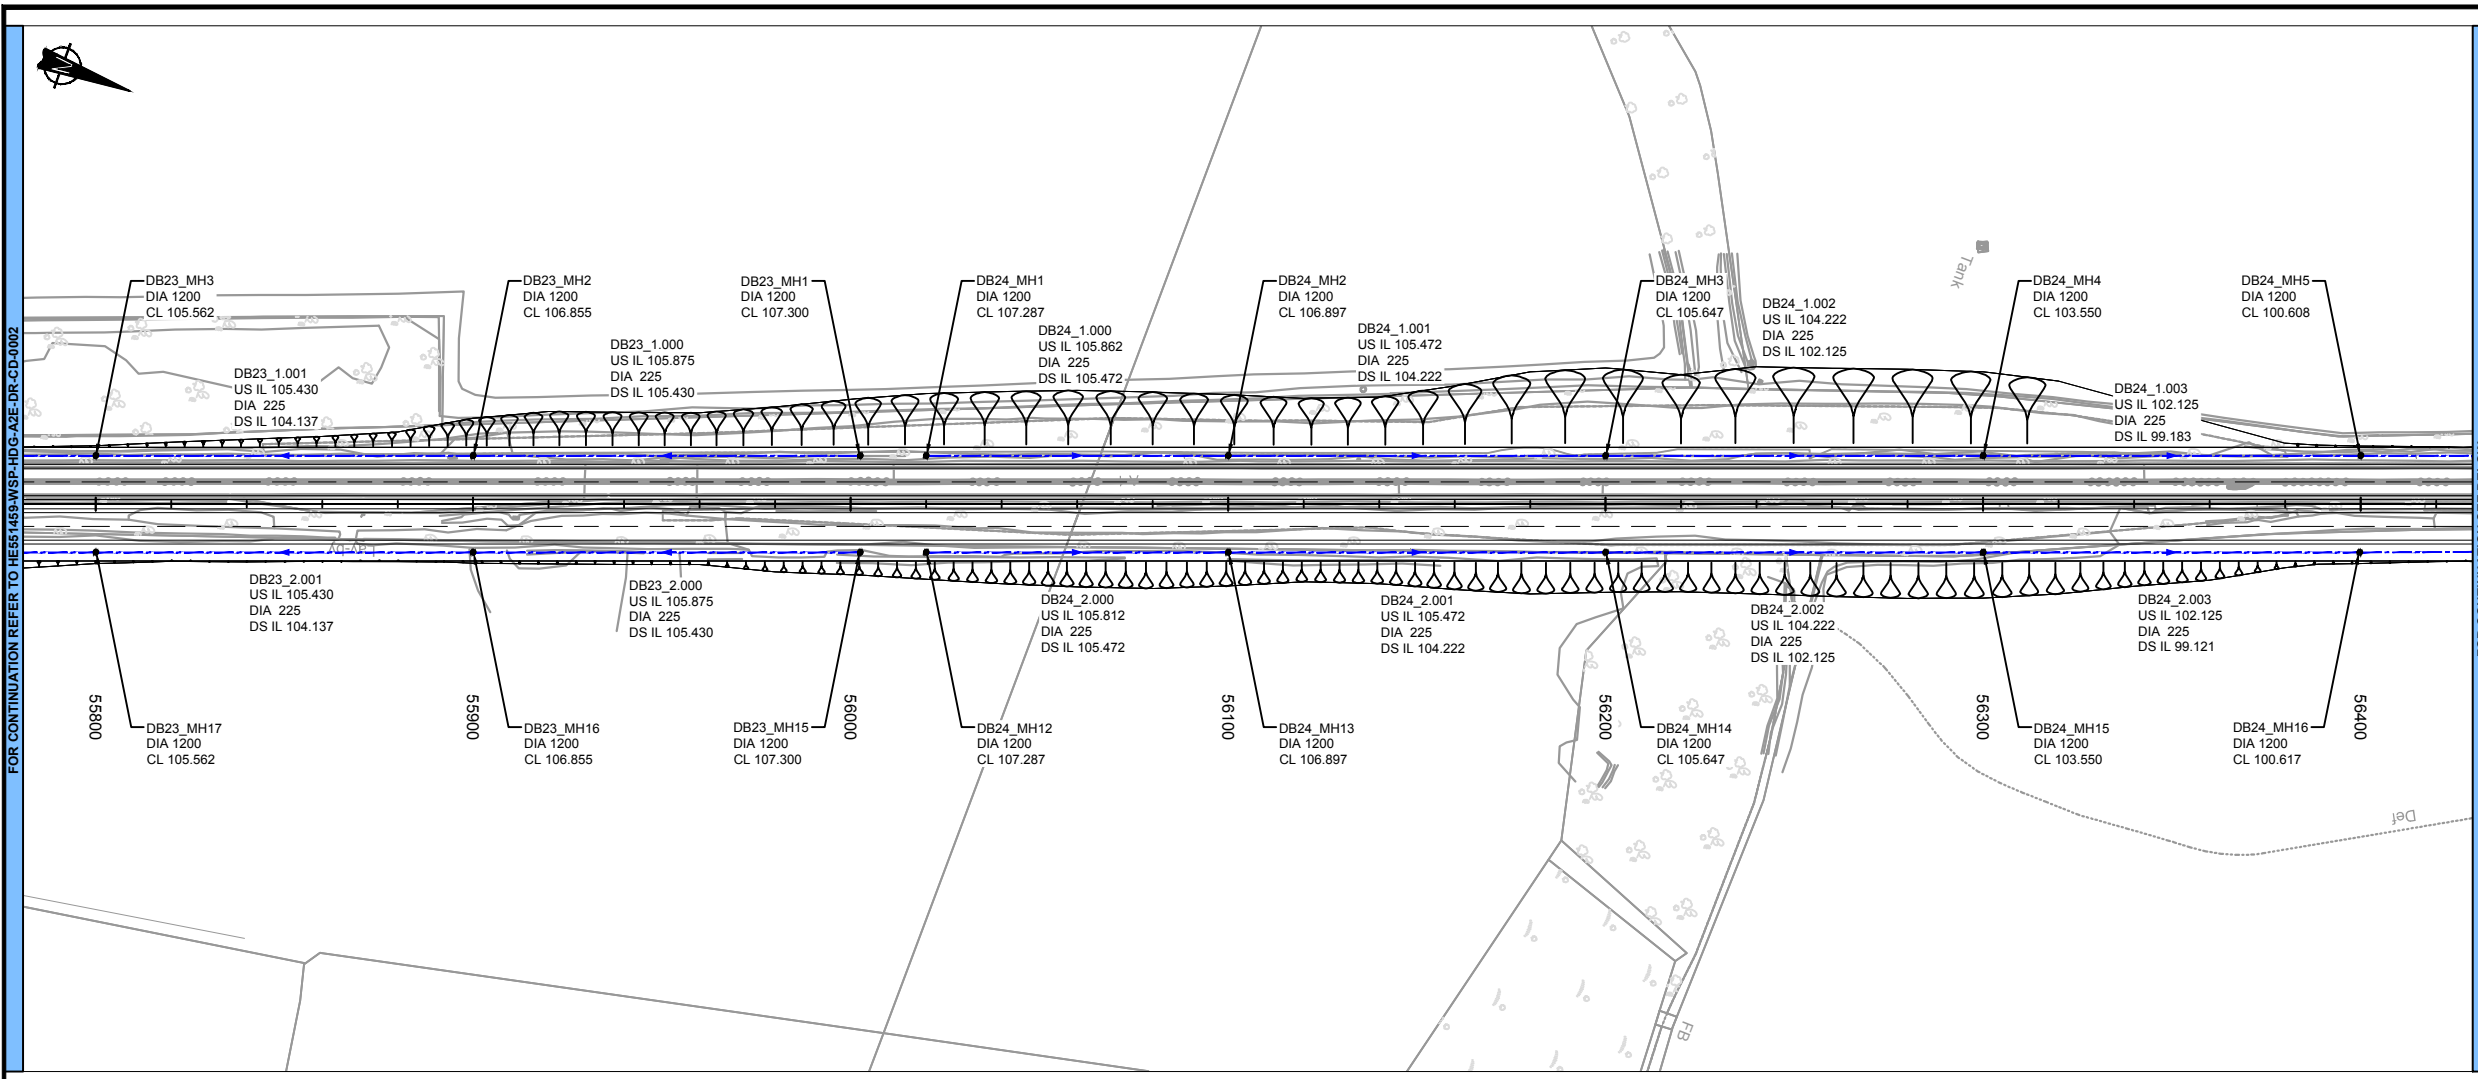 FOR CONTINUATION REFER TO HE551459-WSP-HDG-A2E-DR-CD-0002
DB23_MH3
DIA 1200
CL 105.562
DB23_MH2
DIA 1200
CL 106.855
DB23_MH1
DIA 1200
CL 107.300
DB24_MH1
DIA 1200
CL 107.287
DB24_MH2
DIA 1200
CL 106.897
DB24_MH3
DIA 1200
CL 105.647
DB24_MH4
DIA 1200
CL 103.550
DB24_MH5
DIA 1200
CL 100.608
Tank
DB23_1.001
US IL 105.430
DIA 225
DS IL 104.137
DB23_1.000
US IL 105.875
DIA 225
DS IL 105.430
DB24_1.000
US IL 105.862
DIA 225
DS IL 105.472
DB24_1.001
US IL 105.472
DIA 225
DS IL 104.222
DB24_1.002
US IL 104.222
DIA 225
DS IL 102.125
DB24_1.003
US IL 102.125
DIA 225
DS IL 99.183
DB23_2.001
US IL 105.430
DIA 225
DS IL 104.137
DB23_2.000
US IL 105.875
DIA 225
DS IL 105.430
DB24_2.000
US IL 105.812
DIA 225
DS IL 105.472
DB24_2.001
US IL 105.472
DIA 225
DS IL 104.222
DB24_2.002
US IL 104.222
DIA 225
DS IL 102.125
DB24_2.003
US IL 102.125
DIA 225
DS IL 99.121
55800
55900
56000
56100
56200
56300
56400
DB23_MH17
DIA 1200
CL 105.562
DB23_MH16
DIA 1200
CL 106.855
DB23_MH15
DIA 1200
CL 107.300
DB24_MH12
DIA 1200
CL 107.287
DB24_MH13
DIA 1200
CL 106.897
DB24_MH14
DIA 1200
CL 105.647
DB24_MH15
DIA 1200
CL 103.550
DB24_MH16
DIA 1200
CL 100.617
Def
FB